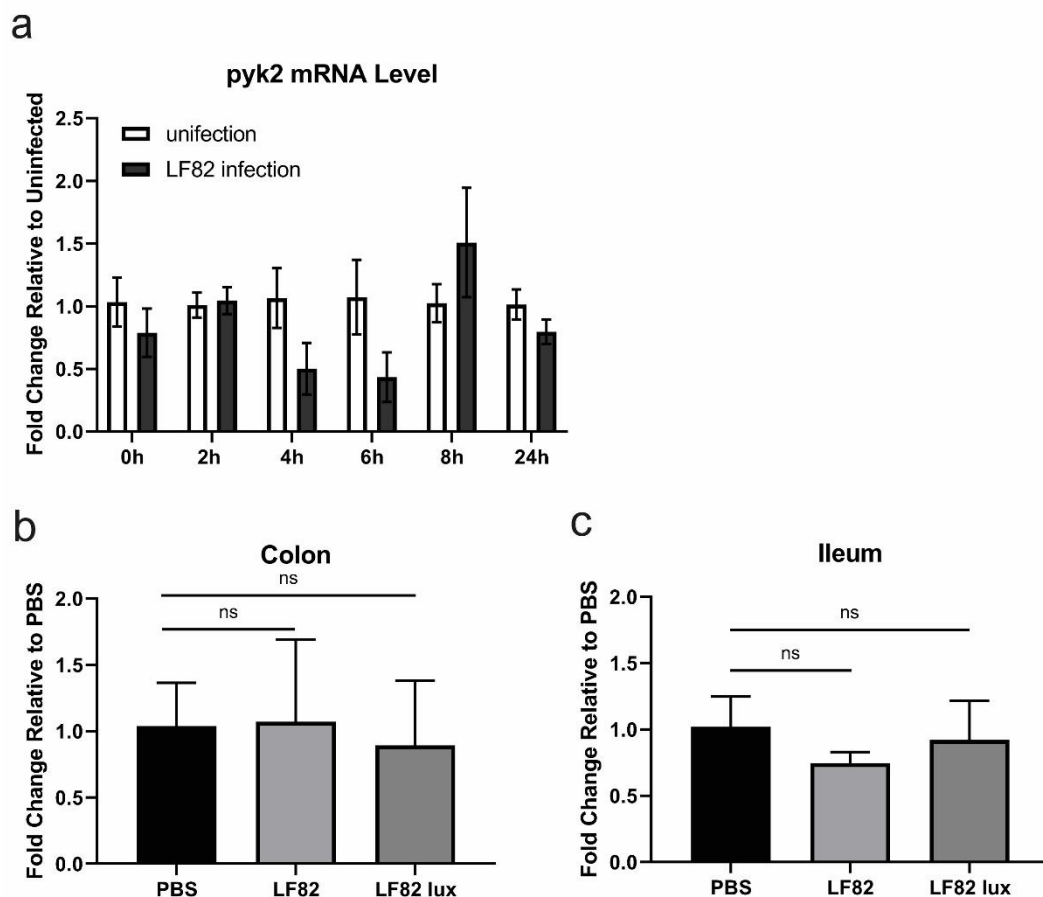 a
pyk2 mRNA Level
Fold Change Relative to Uninfected
2.5
2.0
1.5
1.0
0.5
0.0
unifection
LF82 infection
0h 2h 4h 6h 8h 24h
b
Colon
Fold Change Relative to PBS
2.0
1.5
1.0
0.5
0.0
ns
ns
PBS LF82 LF82 lux
c
Ileum
Fold Change Relative to PBS
2.0
1.5
1.0
0.5
0.0
ns
ns
PBS LF82 LF82 lux